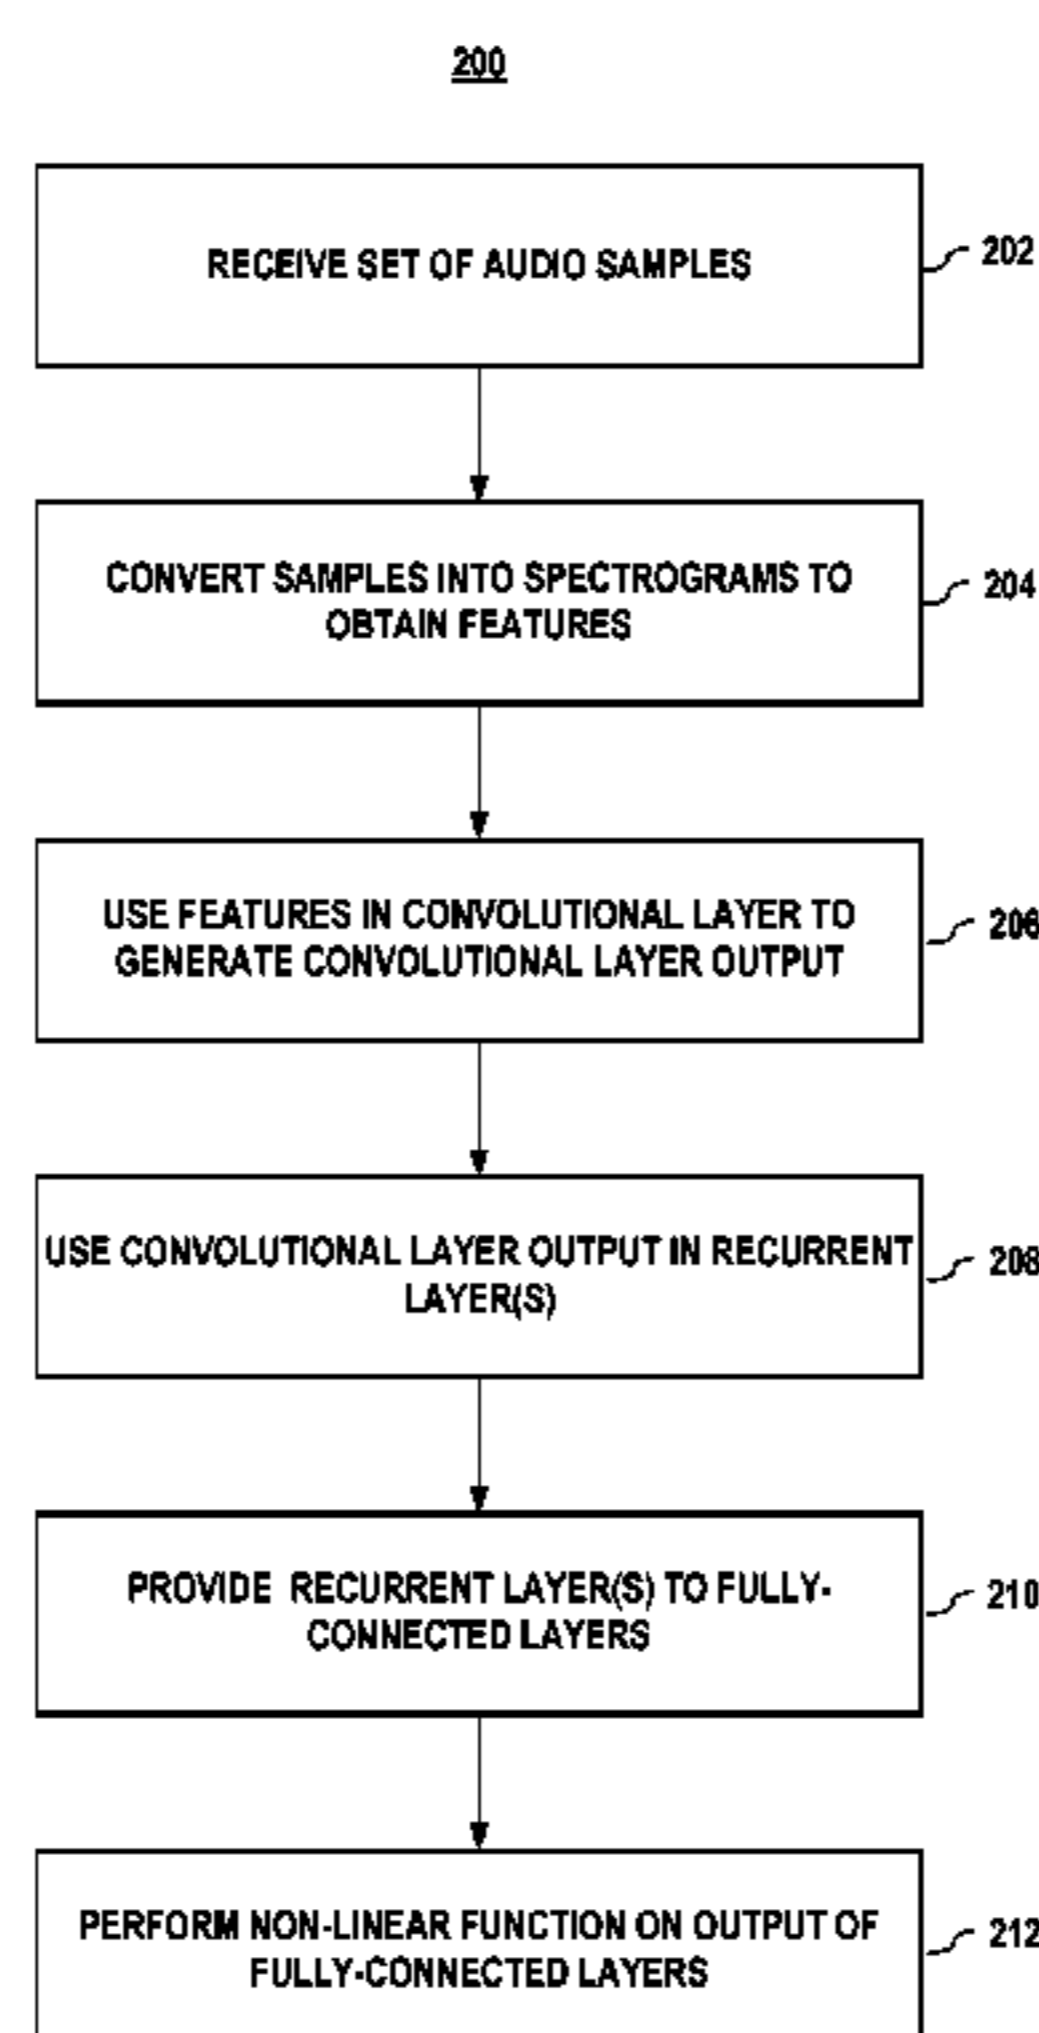 200
RECEIVE SET OF AUDIO SAMPLES
202
CONVERT SAMPLES INTO SPECTROGRAMS TO
OBTAIN FEATURES
204
USE FEATURES IN CONVOLUTIONAL LAYER TO
GENERATE CONVOLUTIONAL LAYER OUTPUT
206
USE CONVOLUTIONAL LAYER OUTPUT IN RECURRENT
LAYER(S)
208
PROVIDE RECURRENT LAYER(S) TO FULLY-
CONNECTED LAYERS
210
PERFORM NON-LINEAR FUNCTION ON OUTPUT OF
FULLY-CONNECTED LAYERS
212